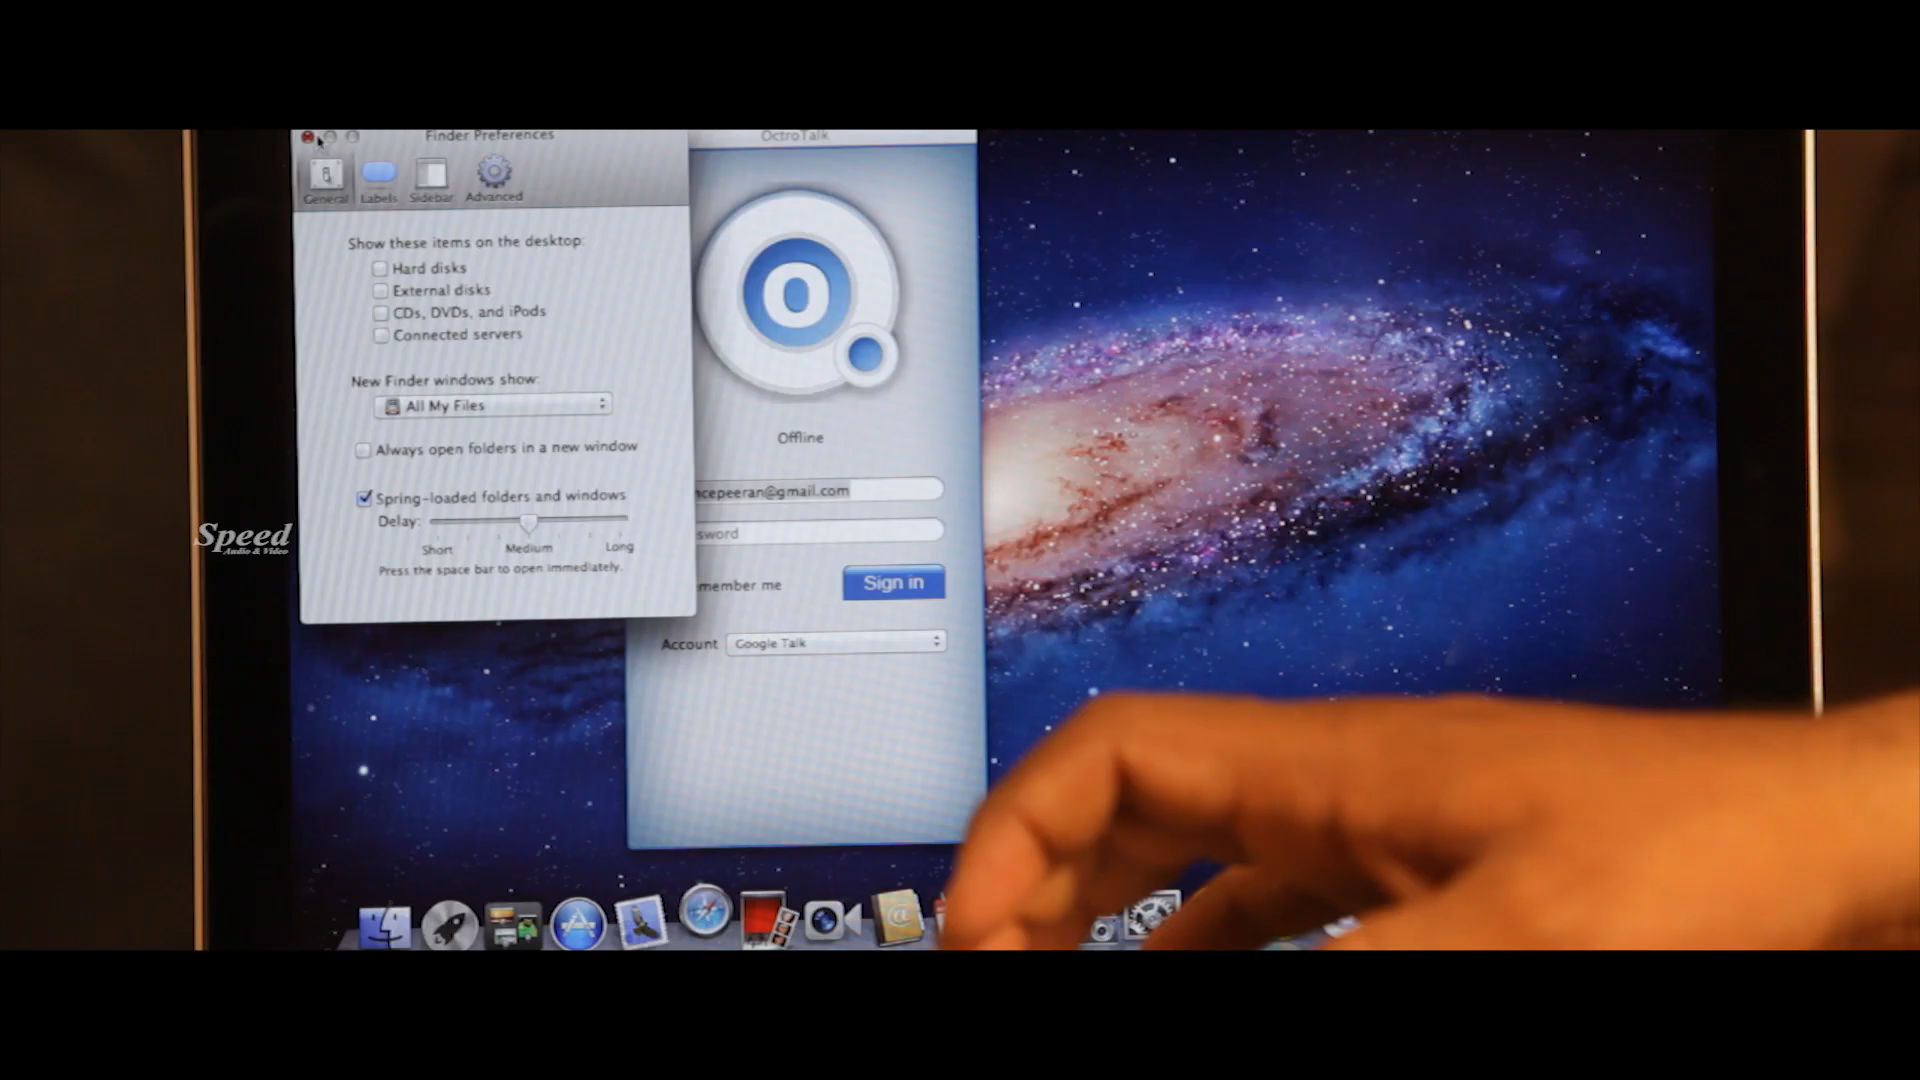 Finder Preferences
General Labels Sidebar Advanced
Show these items on the desktop:
Hard disks
External disks
CDs, DVDs, and iPods
Connected servers
New Finder windows show:
All My Files
Always open folders in a new window
Spring-loaded folders and windows
Delay:
Short Medium Long
Press the space bar to open immediately.
OctroTalk
Offline
ncepeeran@gmail.com
sword
member me
Sign in
Account Google Talk
Speed
Audio & Video